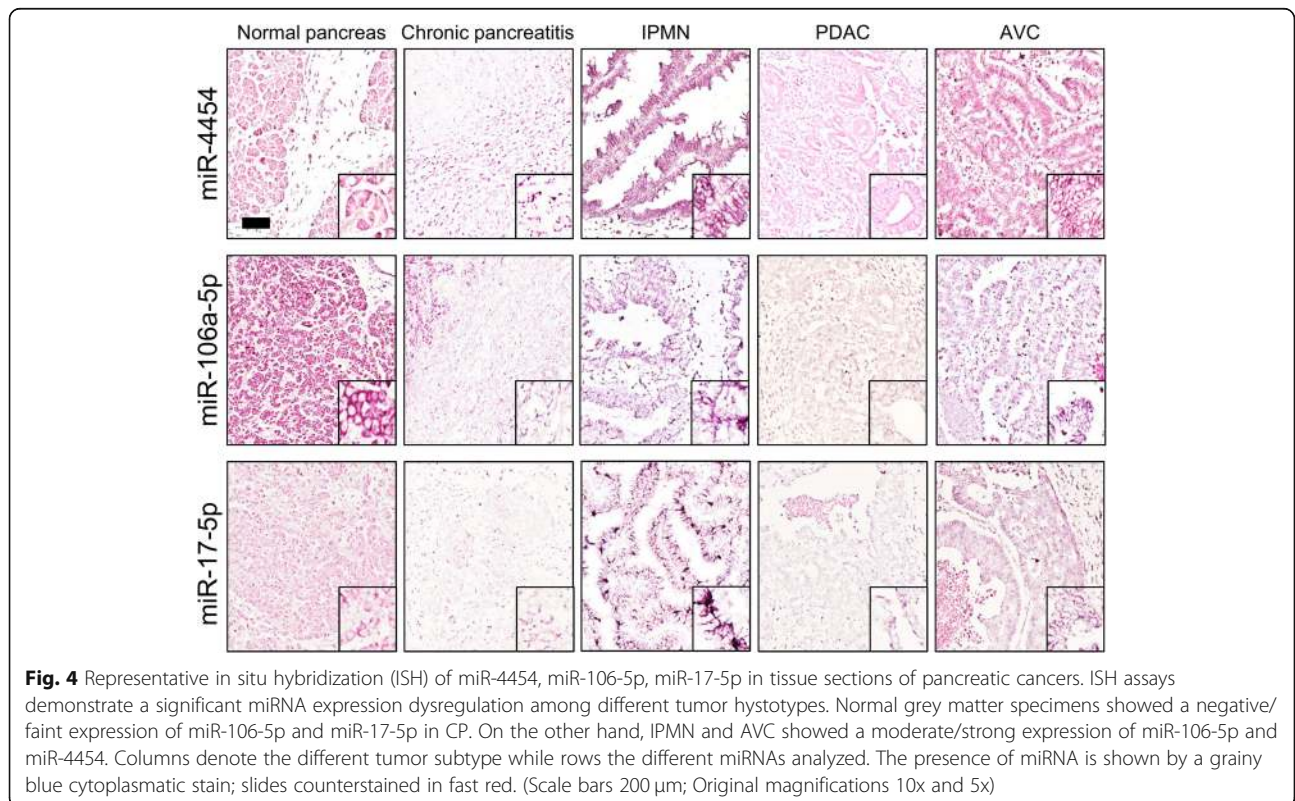 Normal pancreas Chronic pancreatitis IPMN PDAC AVC
miR-4454
miR-106a-5p
miR-17-5p
Fig. 4 Representative in situ hybridization (ISH) of miR-4454, miR-106-5p, miR-17-5p in tissue sections of pancreatic cancers. ISH assays
demonstrate a significant miRNA expression dysregulation among different tumor hystotypes. Normal grey matter specimens showed a negative/
faint expression of miR-106-5p and miR-17-5p in CP. On the other hand, IPMN and AVC showed a moderate/strong expression of miR-106-5p and
miR-4454. Columns denote the different tumor subtype while rows the different miRNAs analyzed. The presence of miRNA is shown by a grainy
blue cytoplasmatic stain; slides counterstained in fast red. (Scale bars 200 μm; Original magnifications 10x and 5x)